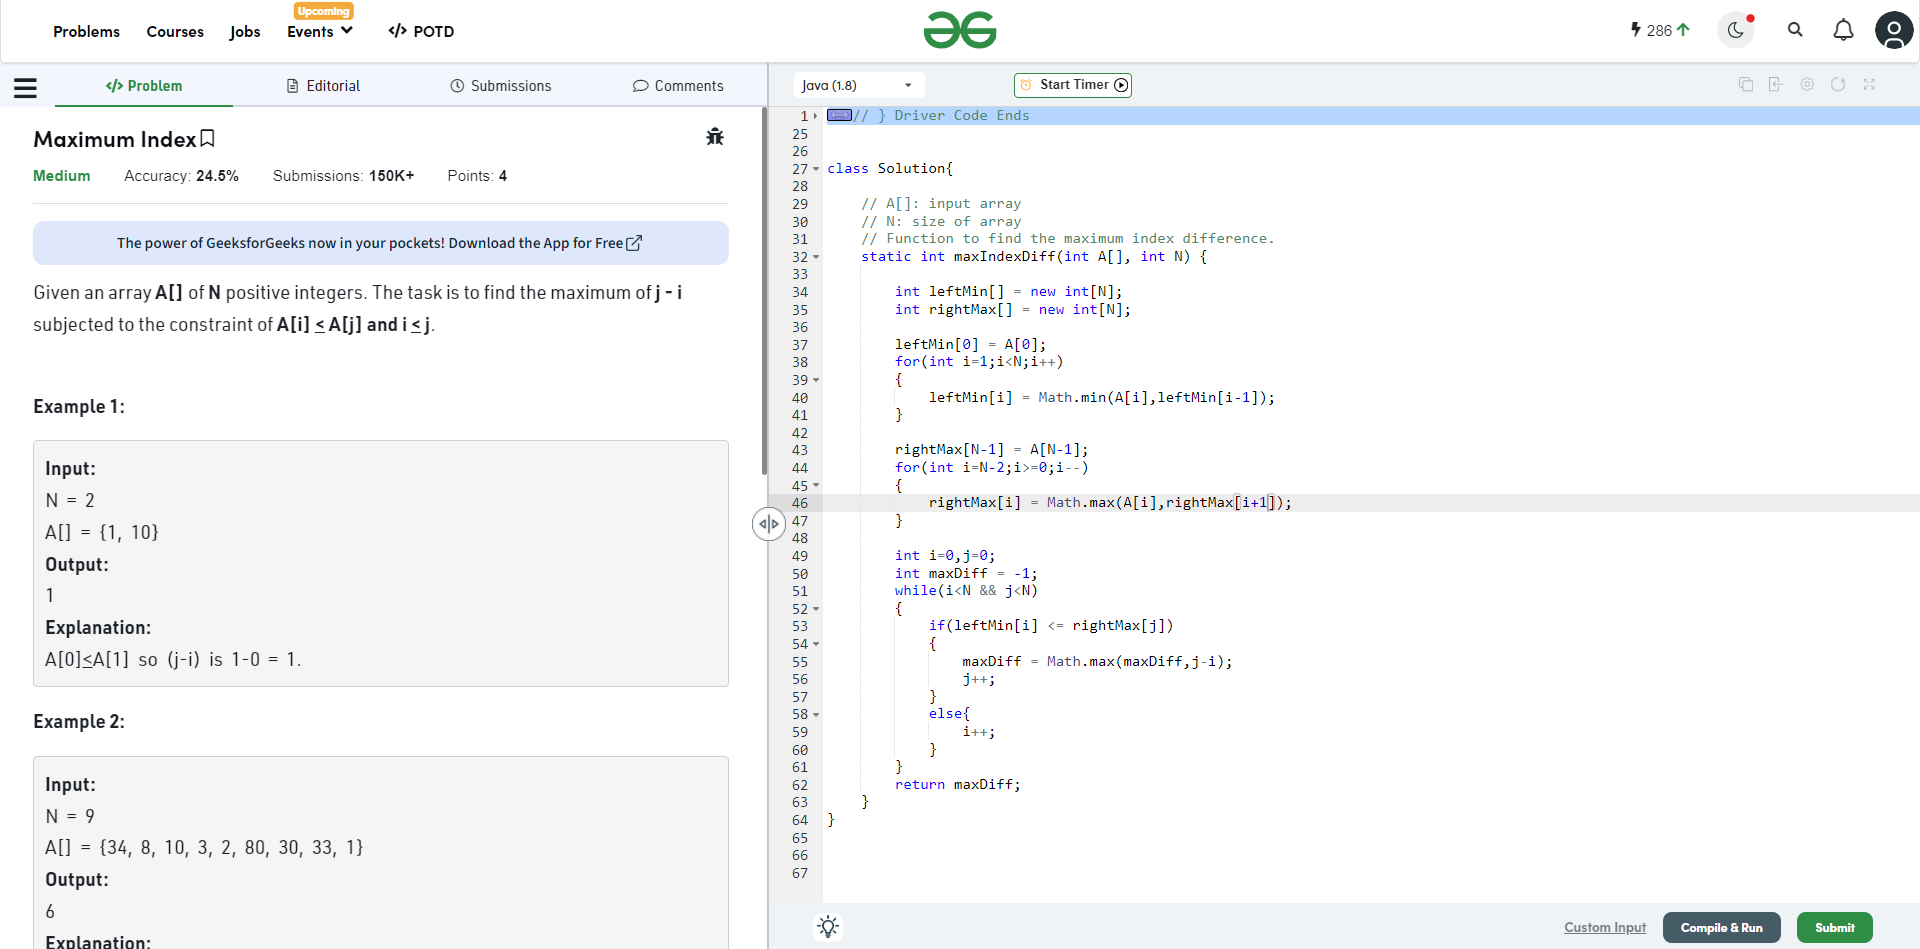 Problems Courses Jobs Events Upcoming POTD 286
</> Problem Editorial Submissions Comments
Maximum Index
Medium Accuracy: 24.5% Submissions: 150K+ Points: 4
The power of GeeksforGeeks now in your pockets! Download the App for Free
Given an array A[] of N positive integers. The task is to find the maximum of j - i
subjected to the constraint of A[i] ≤ A[j] and i ≤ j.
Example 1:
Input:
N = 2
A[] = {1, 10}
Output:
1
Explanation:
A[0]≤A[1] so (j-i) is 1-0 = 1.
Example 2:
Input:
N = 9
A[] = {34, 8, 10, 3, 2, 80, 30, 33, 1}
Output:
6
Explanation:
Java (1.8) Start Timer
1 // } Driver Code Ends
25
26
27 class Solution{
28
29 // A[]: input array
30 // N: size of array
31 // Function to find the maximum index difference.
32 static int maxIndexDiff(int A[], int N) {
33
34 int leftMin[] = new int[N];
35 int rightMax[] = new int[N];
36
37 leftMin[0] = A[0];
38 for(int i=1;i<N;i++)
39 {
40 leftMin[i] = Math.min(A[i],leftMin[i-1]);
41 }
42
43 rightMax[N-1] = A[N-1];
44 for(int i=N-2;i>=0;i--)
45 {
46 rightMax[i] = Math.max(A[i],rightMax[i+1]);
47 }
48
49 int i=0,j=0;
50 int maxDiff = -1;
51 while(i<N && j<N)
52 {
53 if(leftMin[i] <= rightMax[j])
54 {
55 maxDiff = Math.max(maxDiff,j-i);
56 j++;
57 }
58 else{
59 i++;
60 }
61 }
62 return maxDiff;
63 }
64 }
65
66
67
Custom Input Compile & Run Submit